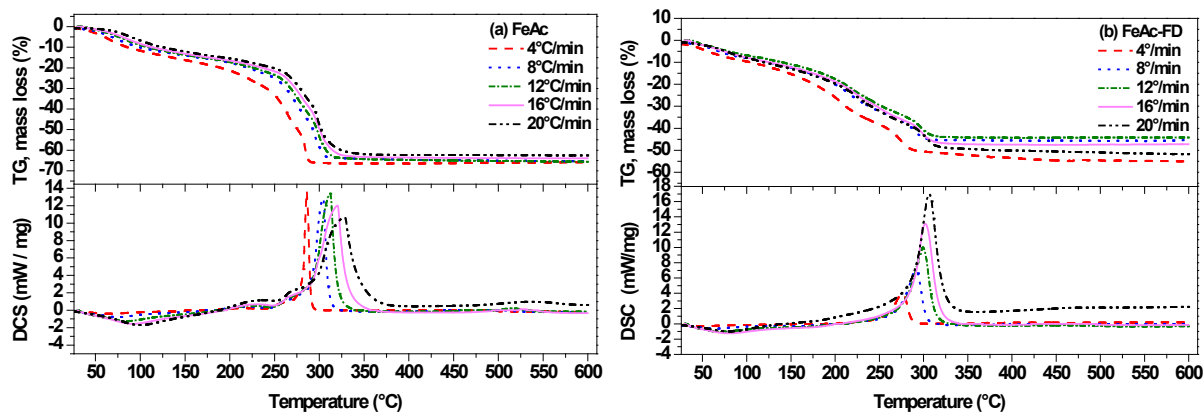 0
-10
-20
-30
-40
-50
-60
-70
TG, mass loss (%)
(a) FeAc
4°C/min
8°C/min
12°C/min
16°C/min
20°C/min
14
12
10
8
6
4
2
0
-2
4
DCS (mW / mg)
50 100 150 200 250 300 350 400 450 500 550 600
Temperature (°C)
10
0
-10
-20
-30
-40
-50
-60
TG, mass loss (%)
(b) FeAc-FD
4°/min
8°/min
12°/min
16°/min
20°/min
18
16
14
12
10
8
6
4
2
0
-2
-4
DSC (mW/mg)
50 100 150 200 250 300 350 400 450 500 550 600
Temperature (°C)